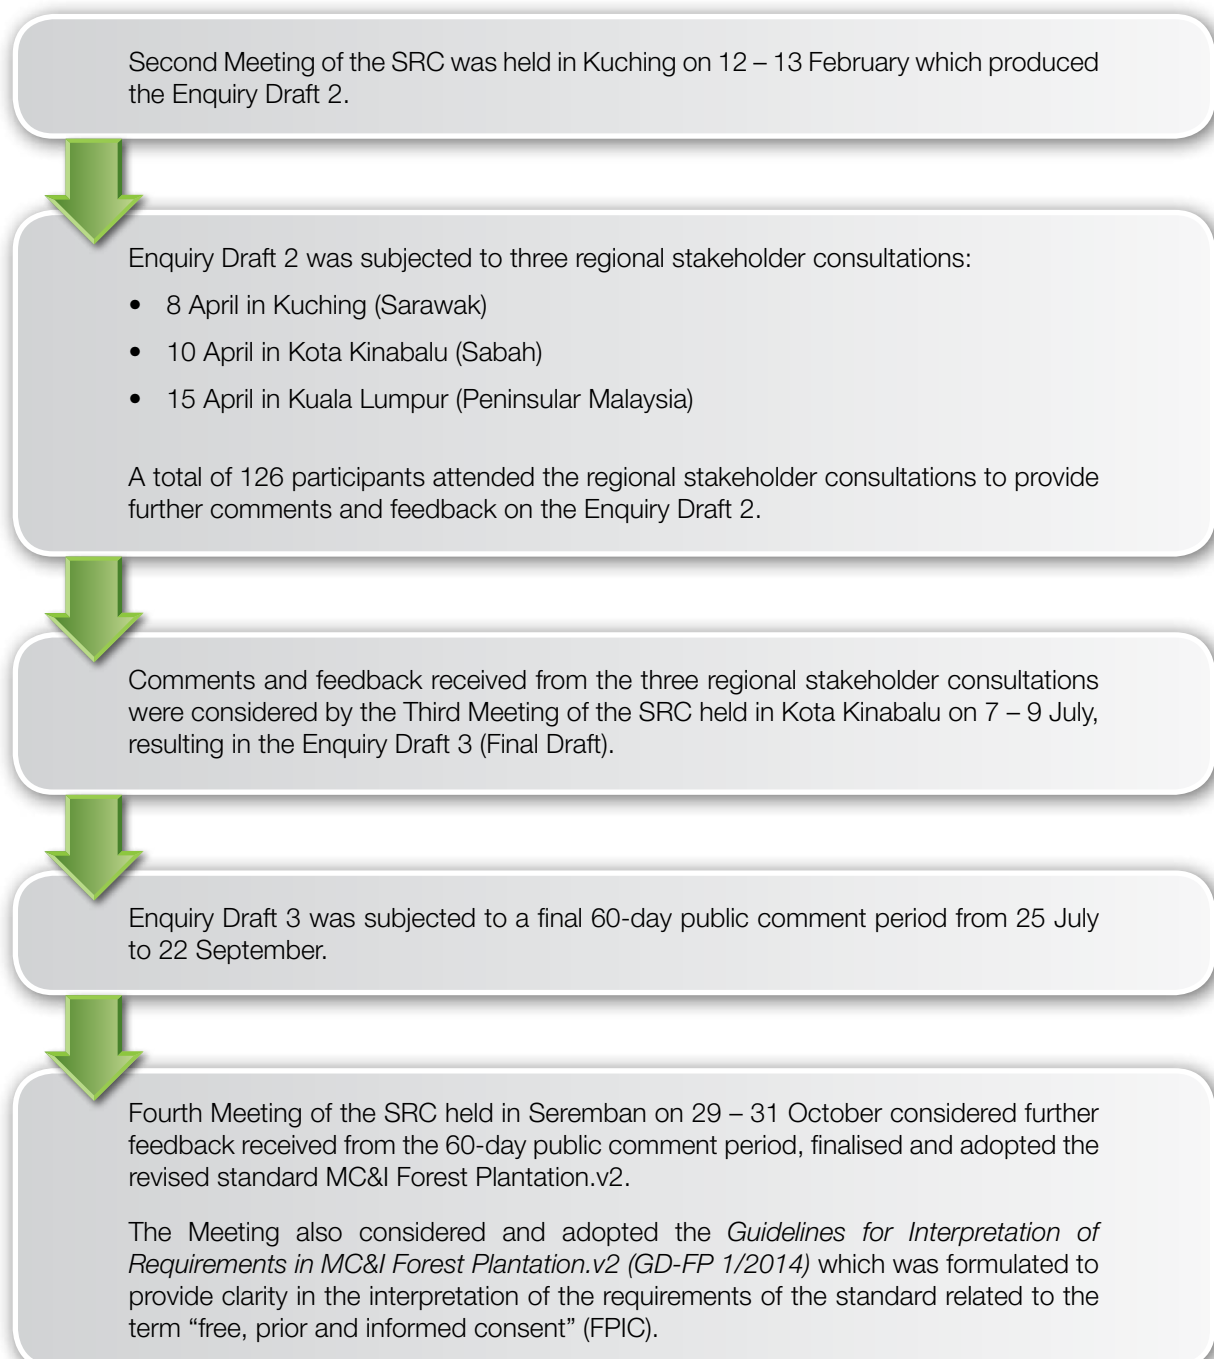 Second Meeting of the SRC was held in Kuching on 12 – 13 February which produced
the Enquiry Draft 2.
Enquiry Draft 2 was subjected to three regional stakeholder consultations:
• 8 April in Kuching (Sarawak)
• 10 April in Kota Kinabalu (Sabah)
• 15 April in Kuala Lumpur (Peninsular Malaysia)
A total of 126 participants attended the regional stakeholder consultations to provide
further comments and feedback on the Enquiry Draft 2.
Comments and feedback received from the three regional stakeholder consultations
were considered by the Third Meeting of the SRC held in Kota Kinabalu on 7 – 9 July,
resulting in the Enquiry Draft 3 (Final Draft).
Enquiry Draft 3 was subjected to a final 60-day public comment period from 25 July
to 22 September.
Fourth Meeting of the SRC held in Seremban on 29 – 31 October considered further
feedback received from the 60-day public comment period, finalised and adopted the
revised standard MC&I Forest Plantation.v2.
The Meeting also considered and adopted the Guidelines for Interpretation of
Requirements in MC&I Forest Plantation.v2 (GD-FP 1/2014) which was formulated to
provide clarity in the interpretation of the requirements of the standard related to the
term “free, prior and informed consent” (FPIC).